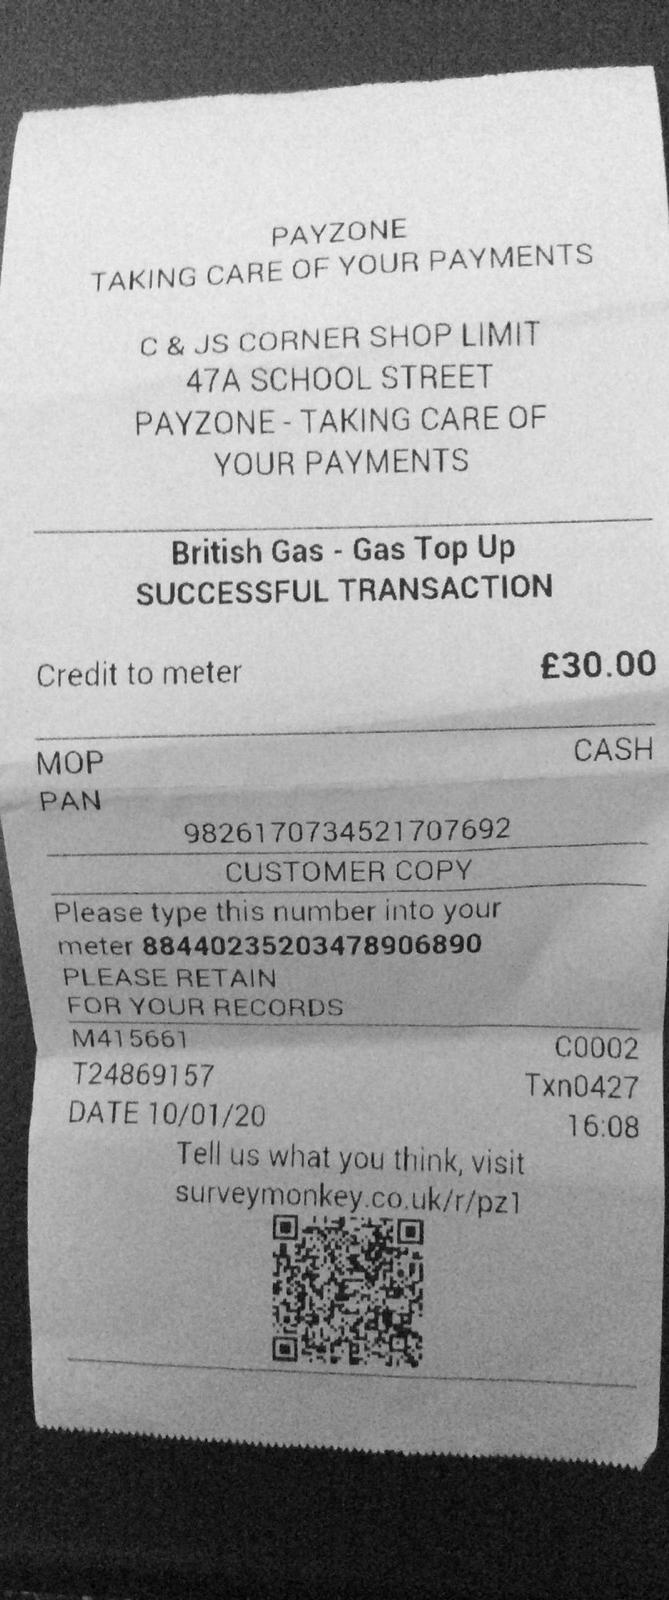 PAYZONE
TAKING CARE OF YOUR PAYMENTS
C & JS CORNER SHOP LIMIT
47A SCHOOL STREET
PAYZONE - TAKING CARE OF
YOUR PAYMENTS
British Gas - Gas Top Up
SUCCESSFUL TRANSACTION
Credit to meter £30.00
MOP CASH
PAN
9826170734521707692
CUSTOMER COPY
Please type this number into your
meter 88440235203478906890
PLEASE RETAIN
FOR YOUR RECORDS
M415661 C0002
T24869157 Txn0427
DATE 10/01/20 16:08
Tell us what you think, visit
surveymonkey.co.uk/r/pz1